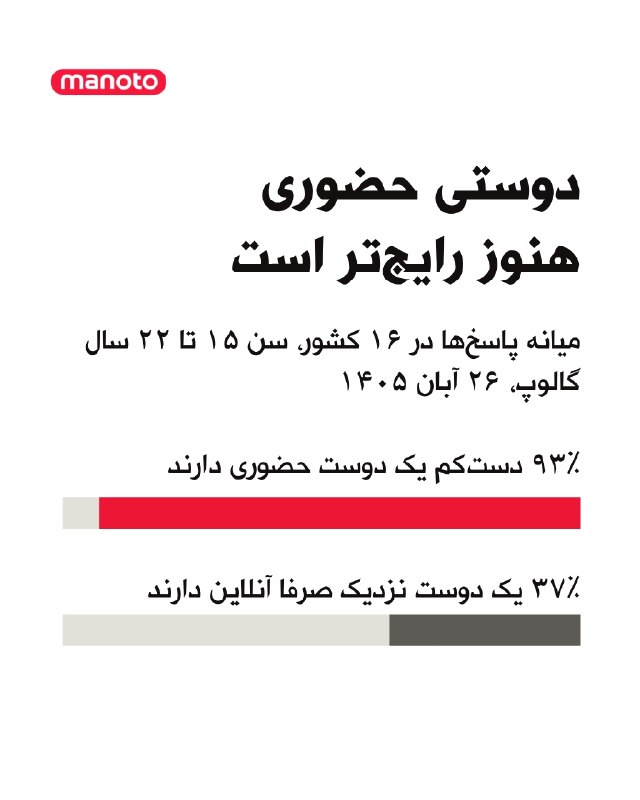 manoto
دوستی حضوری
هنوز رایج‌تر است
میانه پاسخ‌ها در ۱۶ کشور، سن ۱۵ تا ۲۲ سال
گالوپ، ۲۶ آبان ۱۴۰۵
۹۳٪ دست‌کم یک دوست حضوری دارند
۳۷٪ یک دوست نزدیک صرفا آنلاین دارند